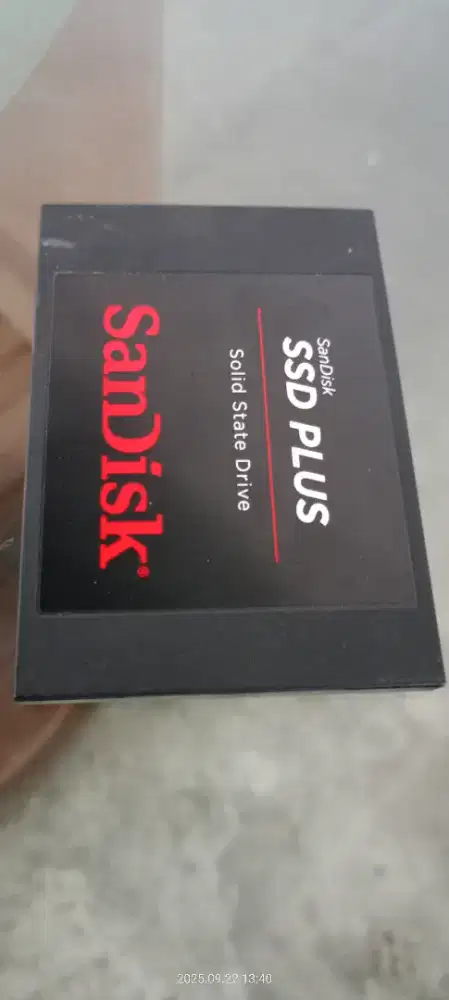 SanDisk
SSD PLUS
Solid State Drive
SanDisk®
2025.09.22 13:40